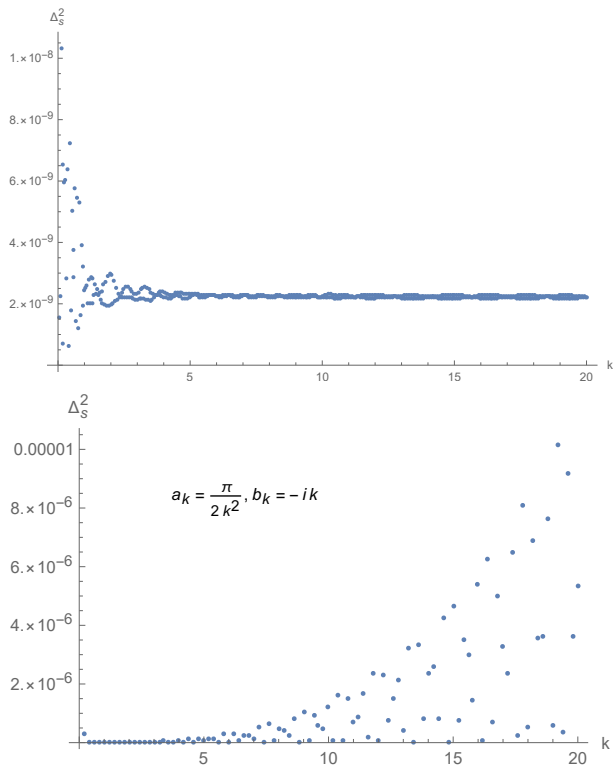 Δ_s^2
1.×10^-8
8.×10^-9
6.×10^-9
4.×10^-9
2.×10^-9
5 10 15 20 k
Δ_s^2
0.00001
a_k = π/(2 k^2), b_k = -i k
8.×10^-6
6.×10^-6
4.×10^-6
2.×10^-6
5 10 15 20 k